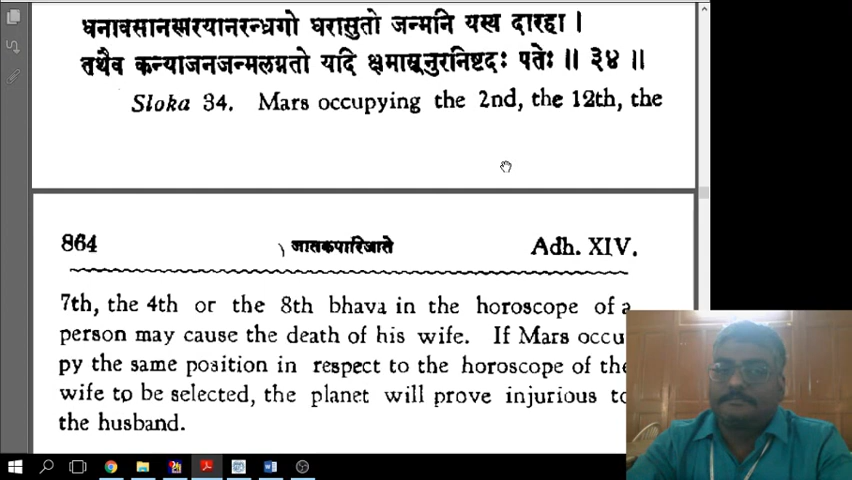 धनावसानस्मरयानरन्ध्रगो धरासुतो जन्मनि यस्य दारहा ।
तथैव कन्याजनजन्मलग्नतो यदि क्षमासूनुरनिष्टदः पतेः ॥ ३४ ॥
Sloka 34. Mars occupying the 2nd, the 12th, the
864 जातकपारिजाते Adh. XIV.
7th, the 4th or the 8th bhava in the horoscope of a
person may cause the death of his wife. If Mars occu
py the same position in respect to the horoscope of the
wife to be selected, the planet will prove injurious to
the husband.